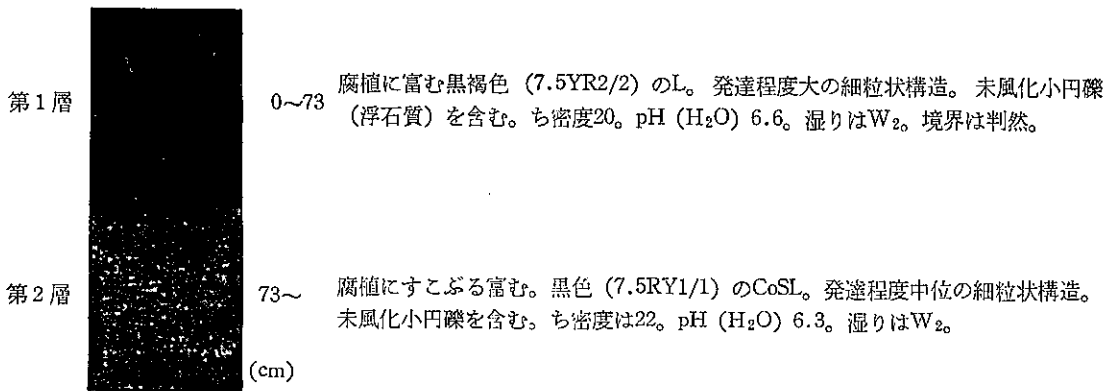 第1層
0~73
腐植に富む黒褐色 (7.5YR2/2) のL。発達程度大の細粒状構造。未風化小円礫
(浮石質) を含む。ち密度20。pH (H₂O) 6.6。湿りはW₂。境界は判然。
第2層
73~
腐植にすこぶる富む。黒色 (7.5RY1/1) のCoSL。発達程度中位の細粒状構造。
未風化小円礫を含む。ち密度は22。pH (H₂O) 6.3。湿りはW₂。
(cm)